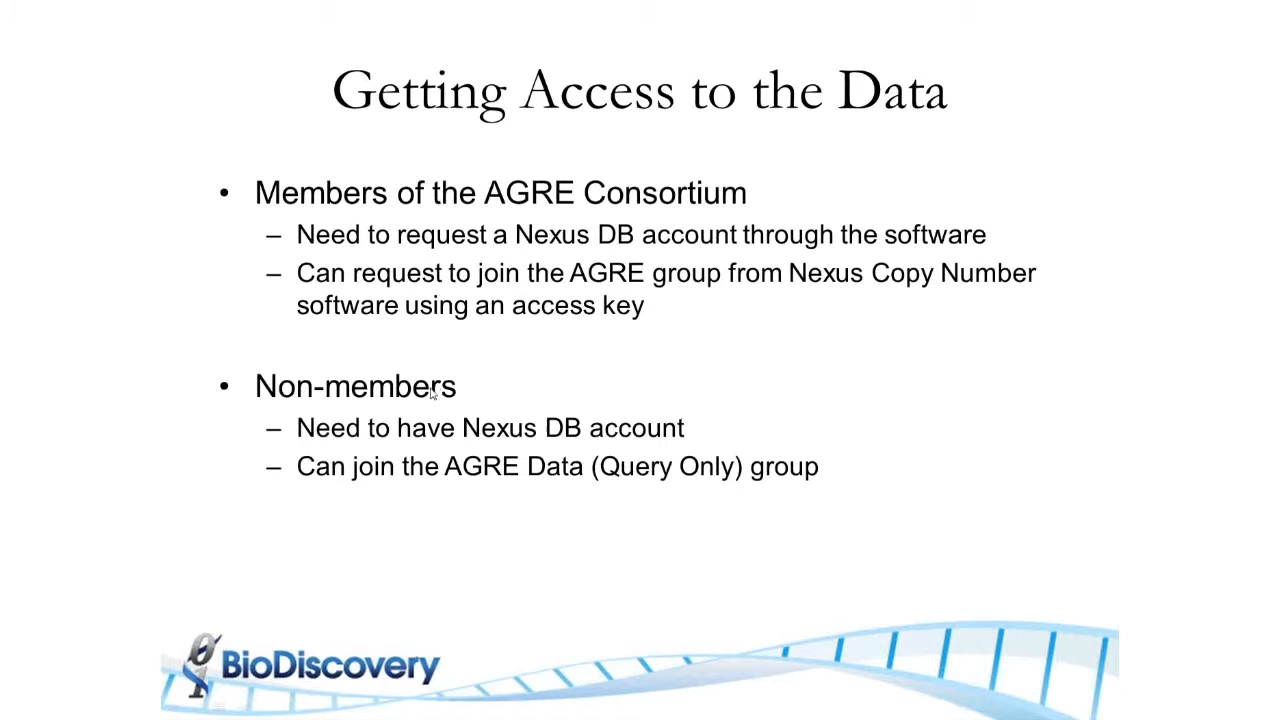 Getting Access to the Data
• Members of the AGRE Consortium
– Need to request a Nexus DB account through the software
– Can request to join the AGRE group from Nexus Copy Number
software using an access key
• Non-members
– Need to have Nexus DB account
– Can join the AGRE Data (Query Only) group
BioDiscovery